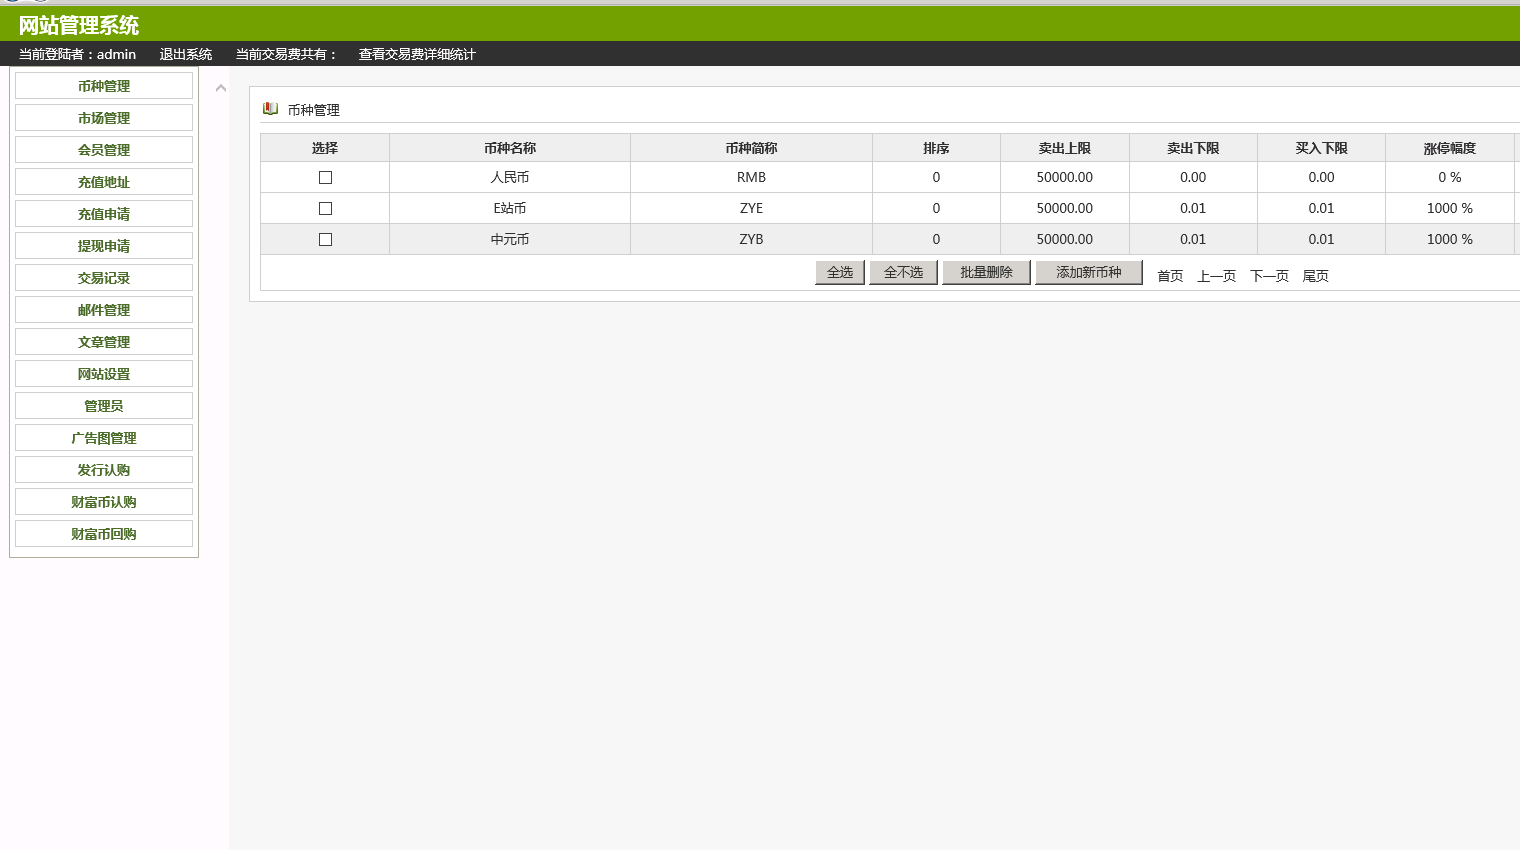 网站管理系统
当前登陆者：admin 退出系统 当前交易费共有： 查看交易费详细统计
币种管理
市场管理
会员管理
充值地址
充值申请
提现申请
交易记录
邮件管理
文章管理
网站设置
管理员
广告图管理
发行认购
财富币认购
财富币回购
币种管理
选择 币种名称 币种简称 排序 卖出上限 卖出下限 买入下限 涨停幅度
人民币 RMB 0 50000.00 0.00 0.00 0 %
E站币 ZYE 0 50000.00 0.01 0.01 1000 %
中元币 ZYB 0 50000.00 0.01 0.01 1000 %
全选 全不选 批量删除 添加新币种 首页 上一页 下一页 尾页